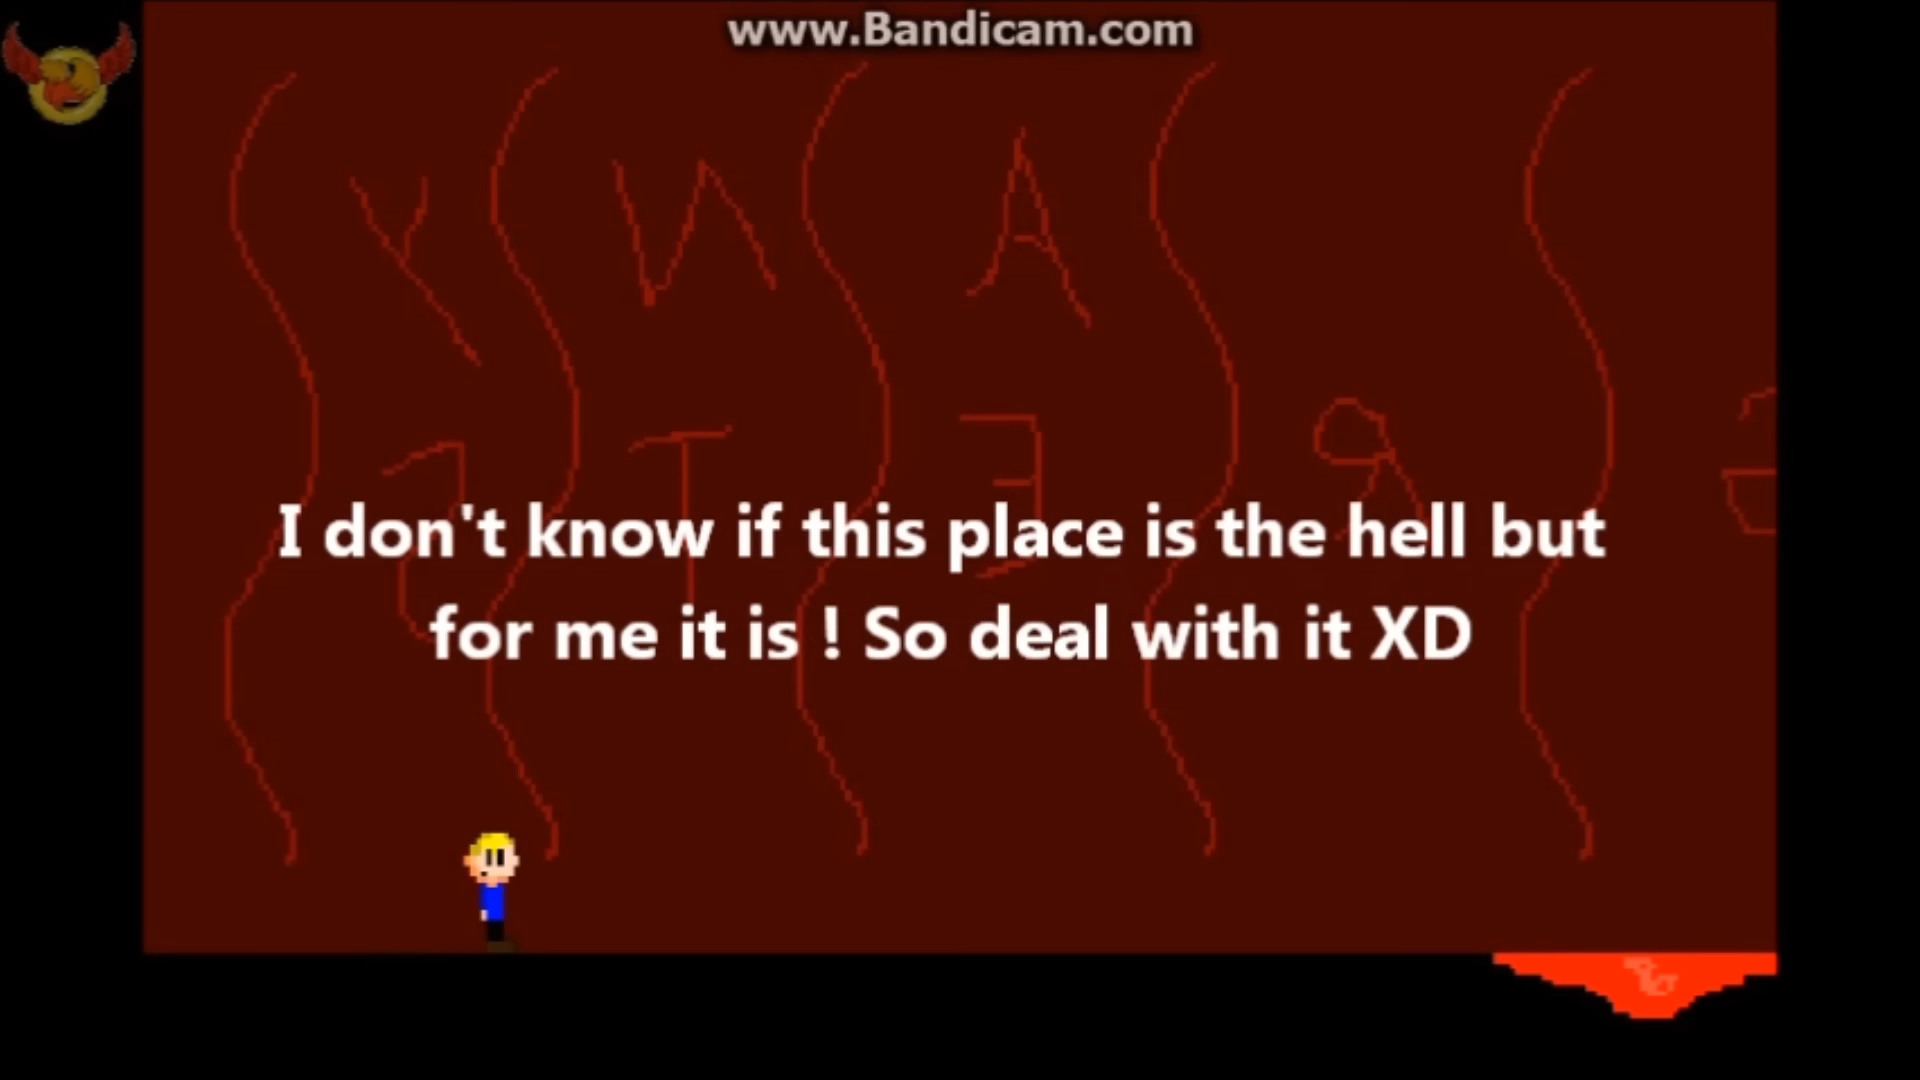 www.Bandicam.com
Y N A
I don't know if this place is the hell but
for me it is ! So deal with it XD